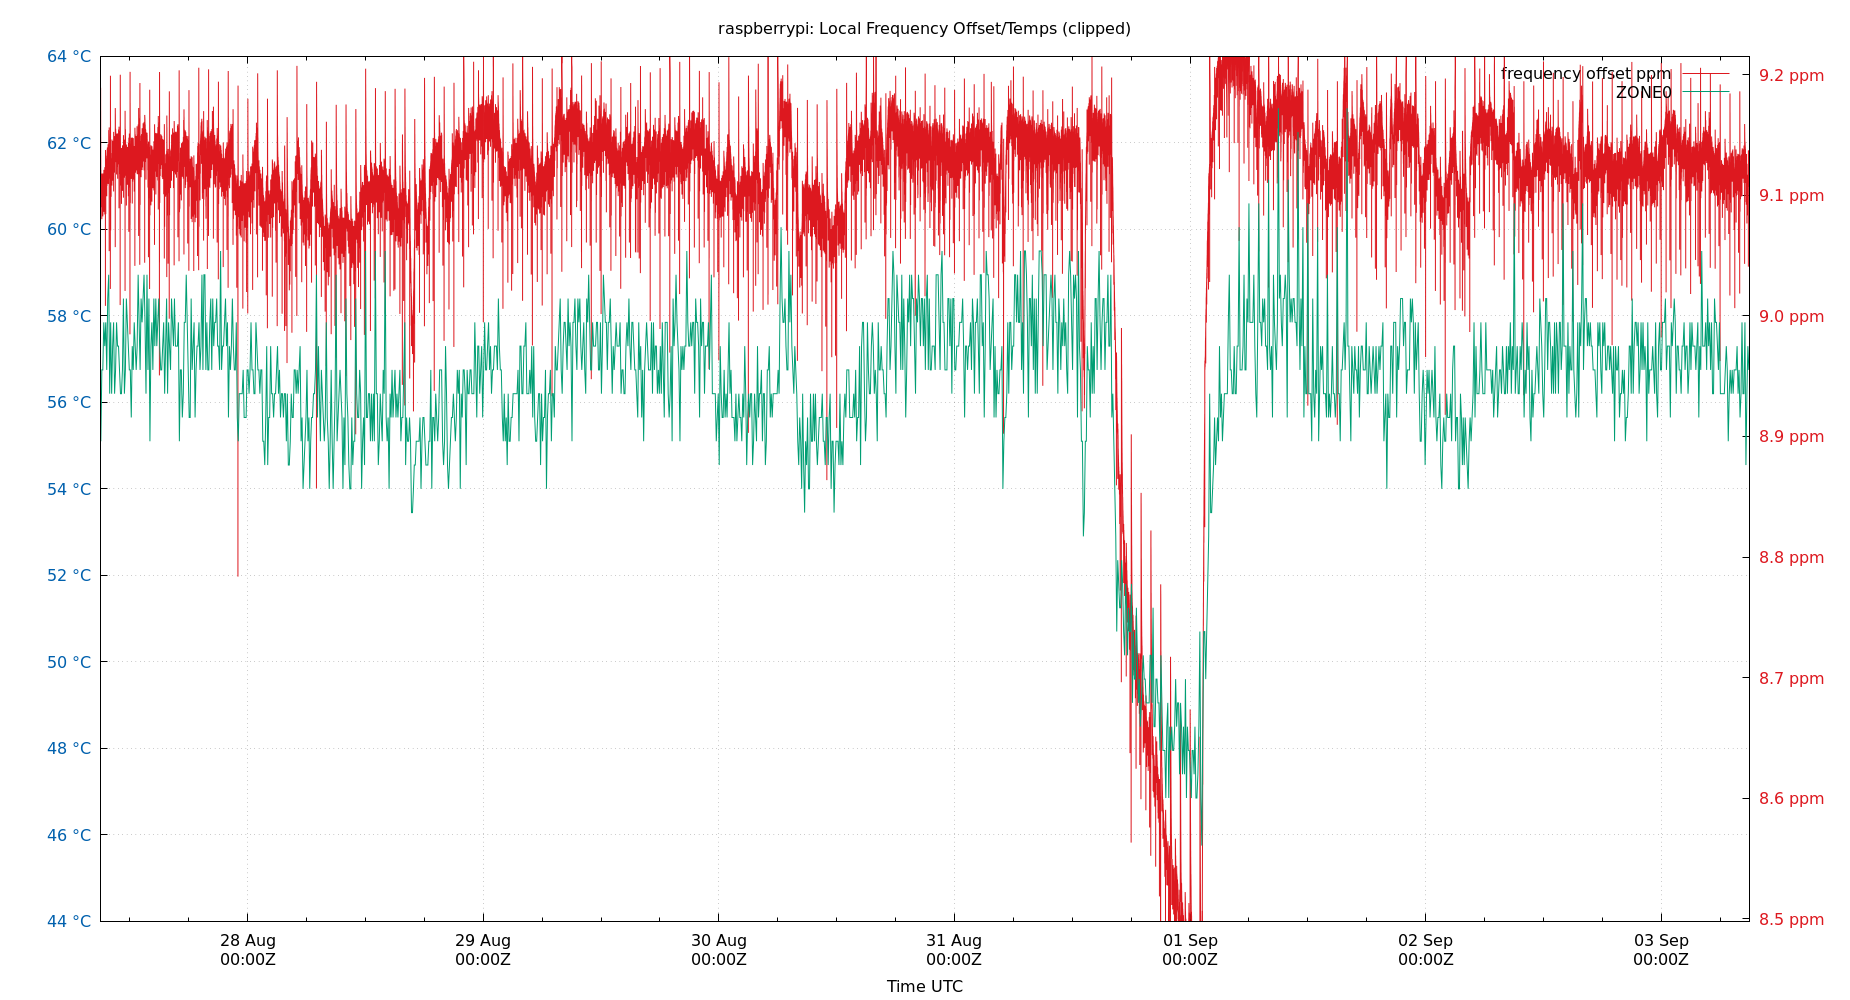 raspberrypi: Local Frequency Offset/Temps (clipped)
64 °C
62 °C
60 °C
58 °C
56 °C
54 °C
52 °C
50 °C
48 °C
46 °C
44 °C
frequency offset ppm
ZONE0
9.2 ppm
9.1 ppm
9.0 ppm
8.9 ppm
8.8 ppm
8.7 ppm
8.6 ppm
8.5 ppm
28 Aug
00:00Z
29 Aug
00:00Z
30 Aug
00:00Z
31 Aug
00:00Z
01 Sep
00:00Z
02 Sep
00:00Z
03 Sep
00:00Z
Time UTC